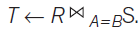 T ← R ⋈ A=B S.